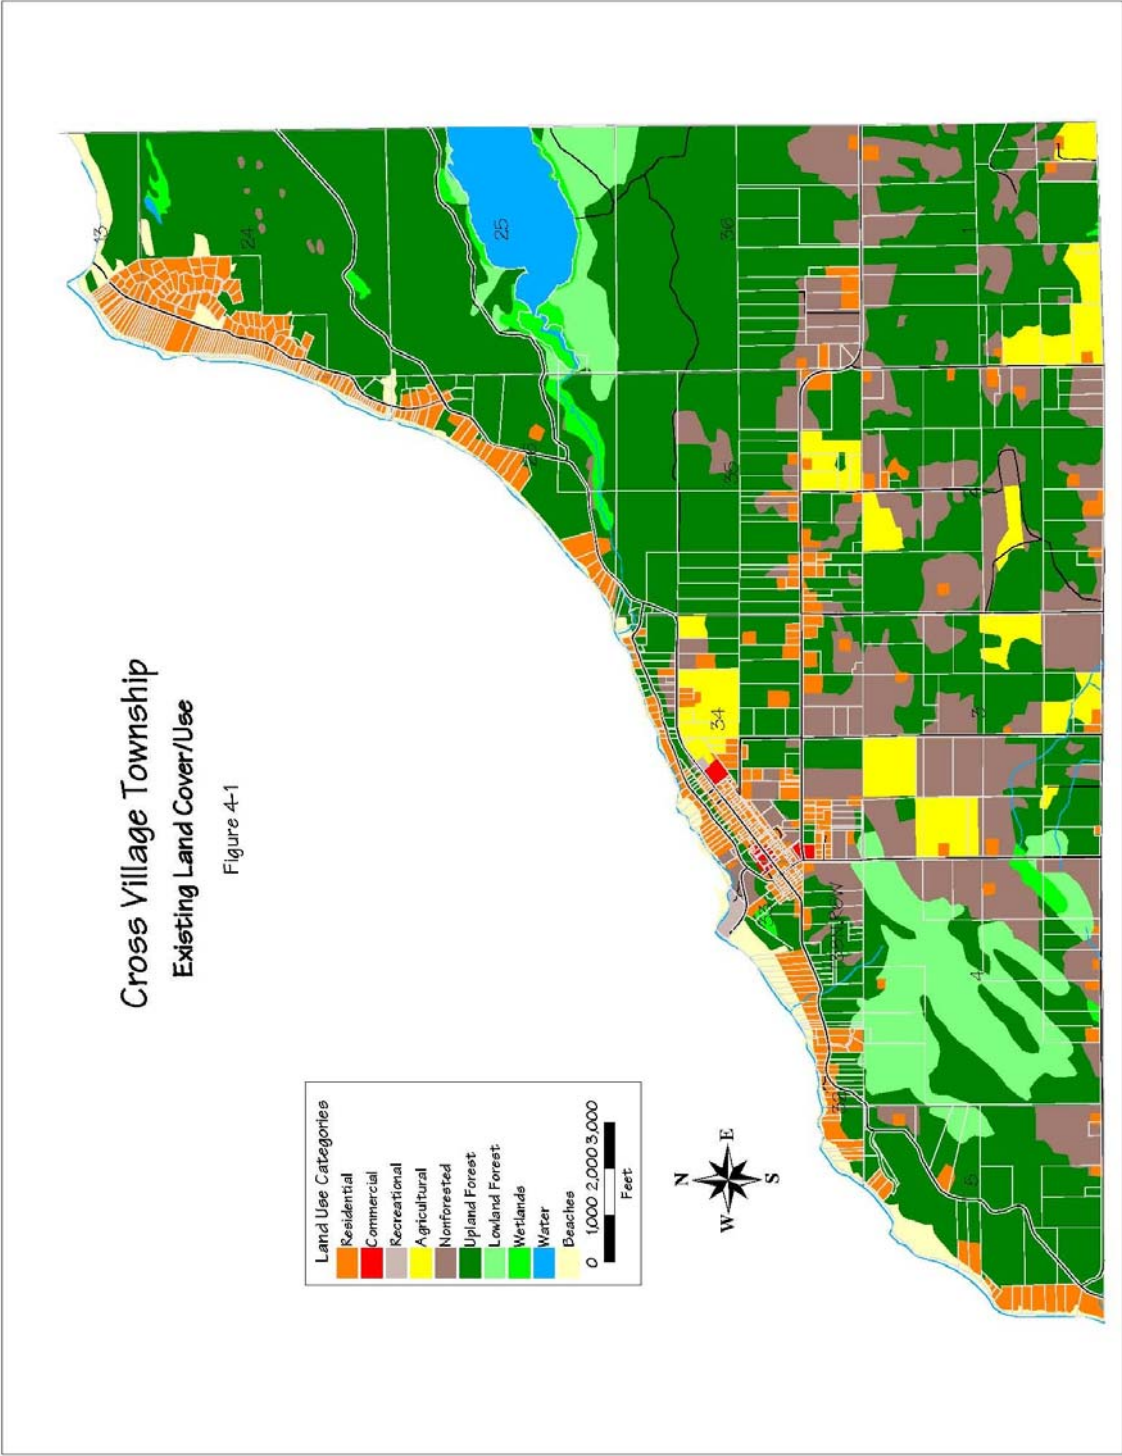 Cross Village Township
Existing Land Cover/Use
Figure 4-1
Land Use Categories
Residential
Commercial
Recreational
Agricultural
Nonforested
Upland Forest
Lowland Forest
Wetlands
Water
Beaches
0 1,000 2,000 3,000
Feet
N
W E
S
13
24
25
36
35
34
1
2
3
4
5